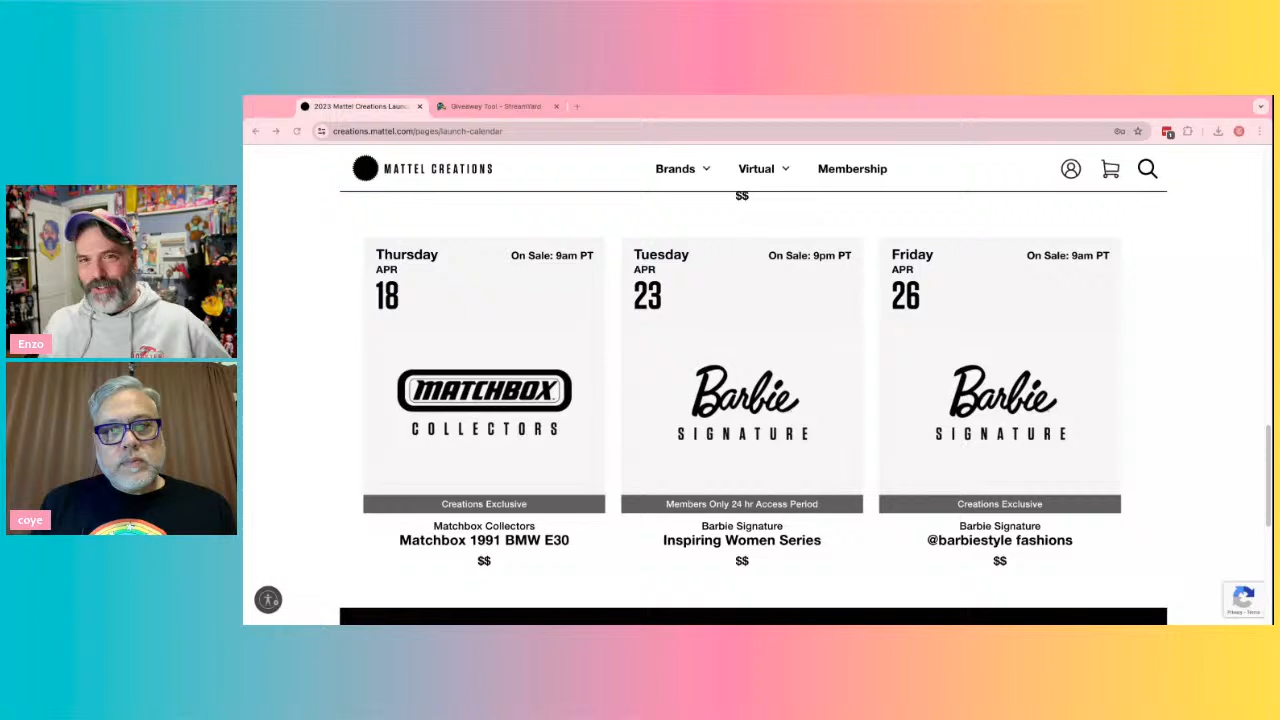 2023 Mattel Creations Launc
Giveaway Tool - StreamYard
creations.mattel.com/pages/launch-calendar
MATTEL CREATIONS
Brands
Virtual
Membership
$$
Thursday
On Sale: 9am PT
APR
18
MATCHBOX
COLLECTORS
Creations Exclusive
Matchbox Collectors
Matchbox 1991 BMW E30
$$
Tuesday
On Sale: 9pm PT
APR
23
Barbie
SIGNATURE
Members Only 24 hr Access Period
Barbie Signature
Inspiring Women Series
$$
Friday
On Sale: 9am PT
APR
26
Barbie
SIGNATURE
Creations Exclusive
Barbie Signature
@barbiestyle fashions
$$
Enzo
coye
Privacy - Terms